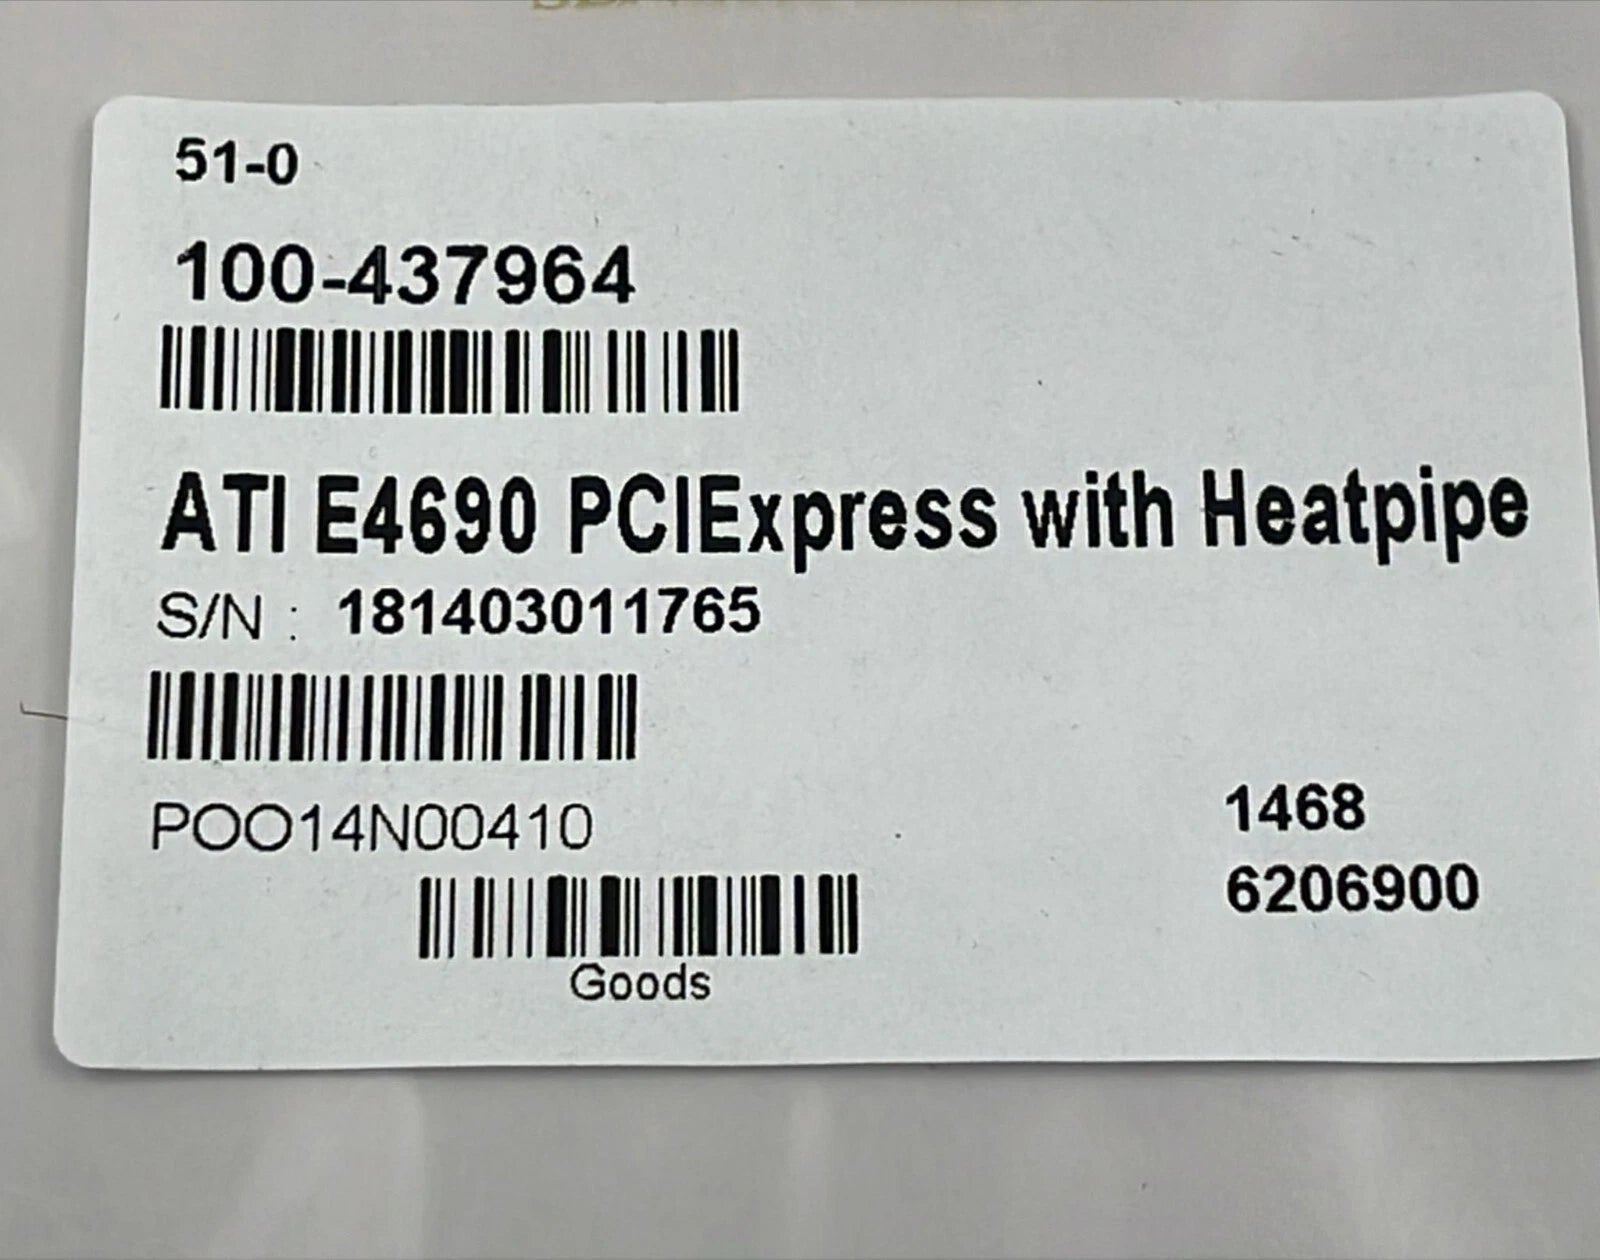 51-0
100-437964
ATI E4690 PCIExpress with Heatpipe
S/N : 181403011765
POO14N00410
1468
6206900
Goods